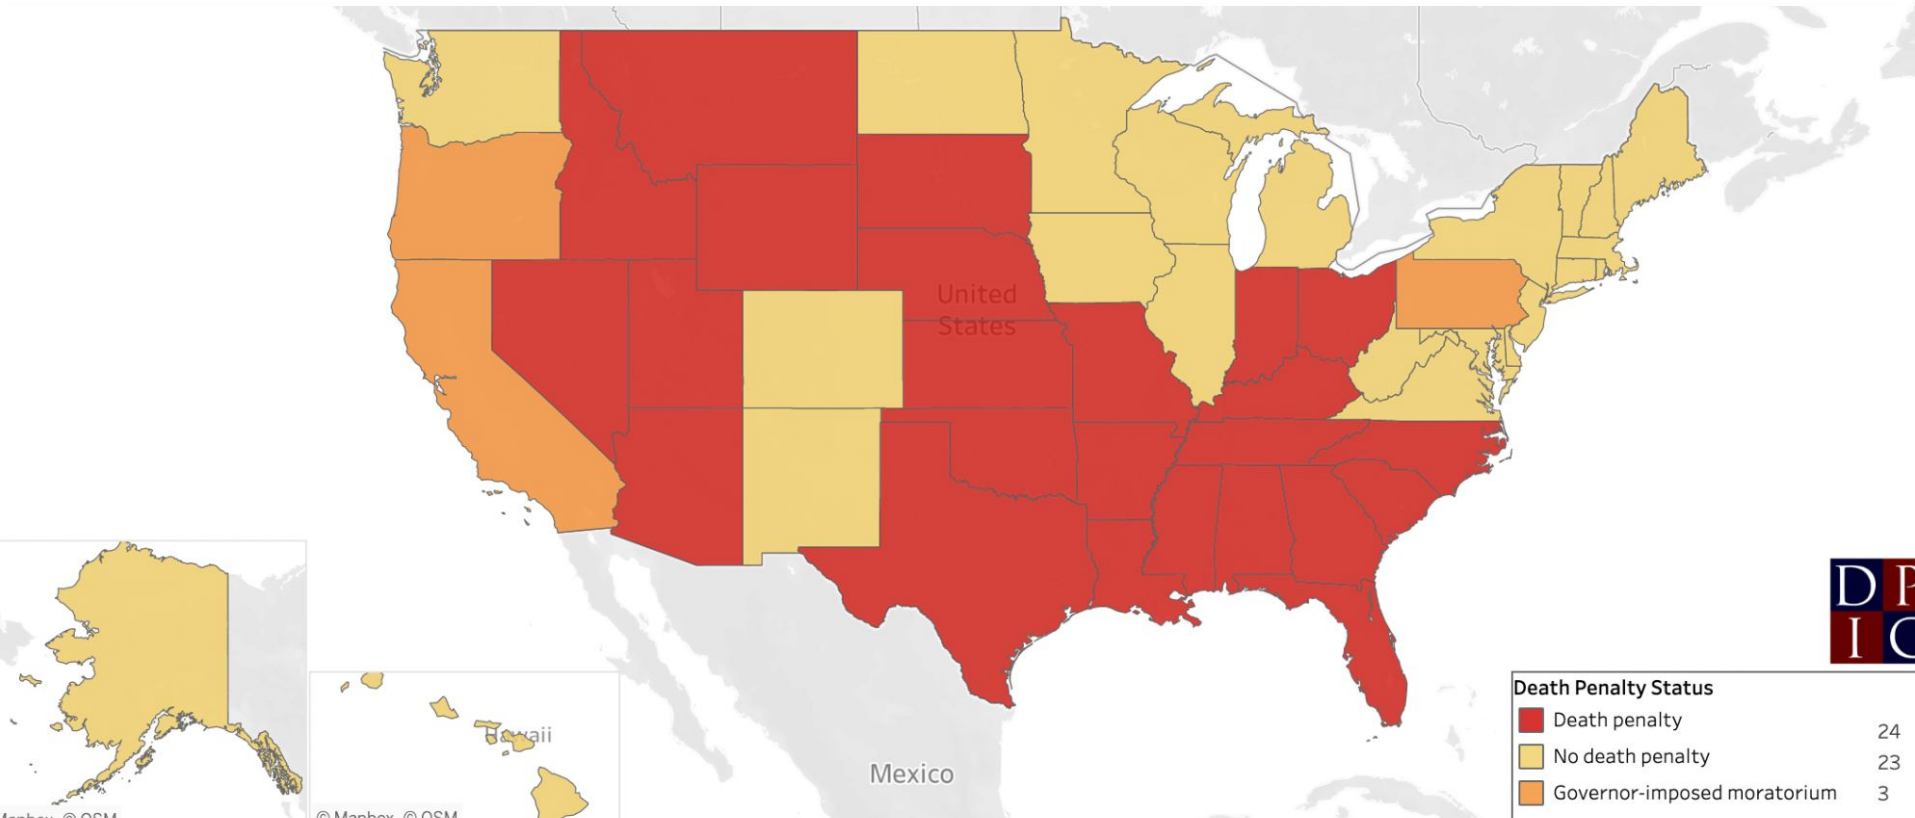 United
States
D P
I C
Hawaii
Mexico
Death Penalty Status
Death penalty 24
No death penalty 23
Governor-imposed moratorium 3
© OSM
© Mapbox © OSM